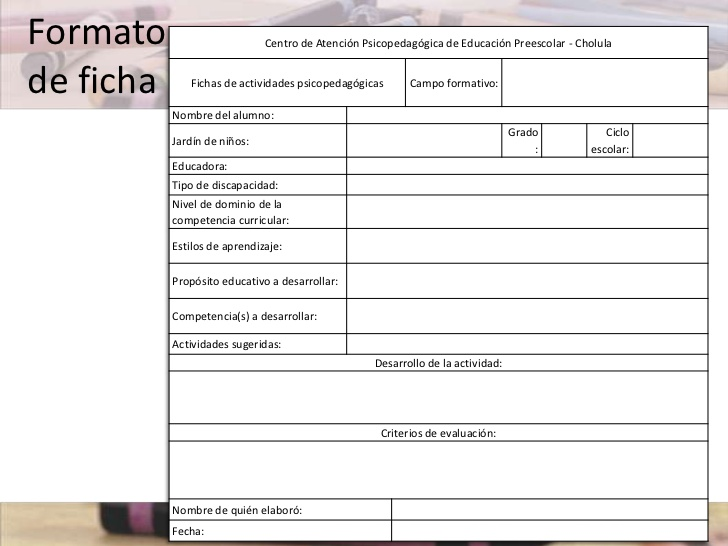 Formato
de ficha
Centro de Atención Psicopedagógica de Educación Preescolar - Cholula
Fichas de actividades psicopedagógicas
Campo formativo:
Nombre del alumno:
Jardín de niños:
Grado
:
Ciclo
escolar:
Educadora:
Tipo de discapacidad:
Nivel de dominio de la
competencia curricular:
Estilos de aprendizaje:
Propósito educativo a desarrollar:
Competencia(s) a desarrollar:
Actividades sugeridas:
Desarrollo de la actividad:
Criterios de evaluación:
Nombre de quién elaboró:
Fecha: